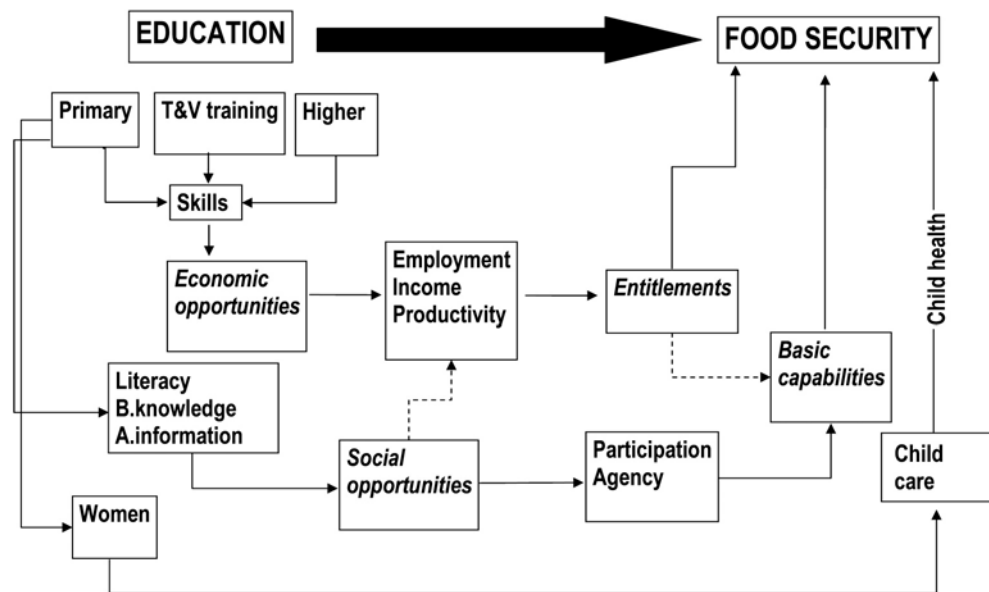 EDUCATION
FOOD SECURITY
Primary
T&V training
Higher
Skills
Economic
opportunities
Employment
Income
Productivity
Entitlements
Child health
Basic
capabilities
Literacy
B.knowledge
A.information
Social
opportunities
Participation
Agency
Child
care
Women